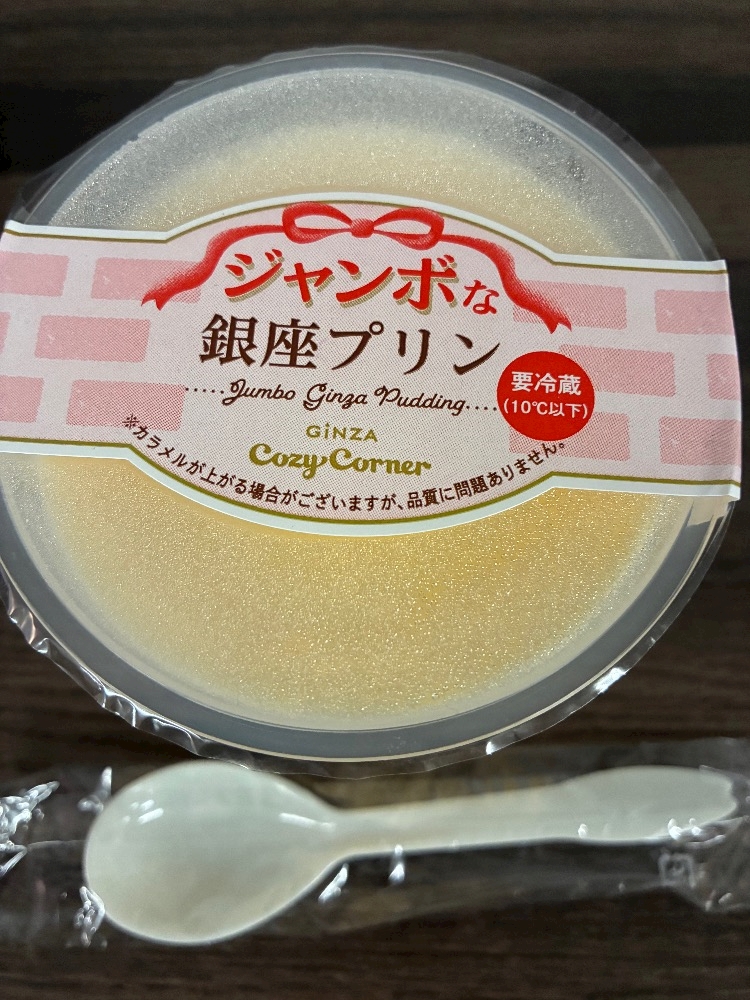 ジャンボな
銀座プリン
Jumbo Ginza Pudding
要冷蔵
(10℃以下)
GiNZA
Cozy Corner
※カラメルが上がる場合がございますが、品質に問題ありません。